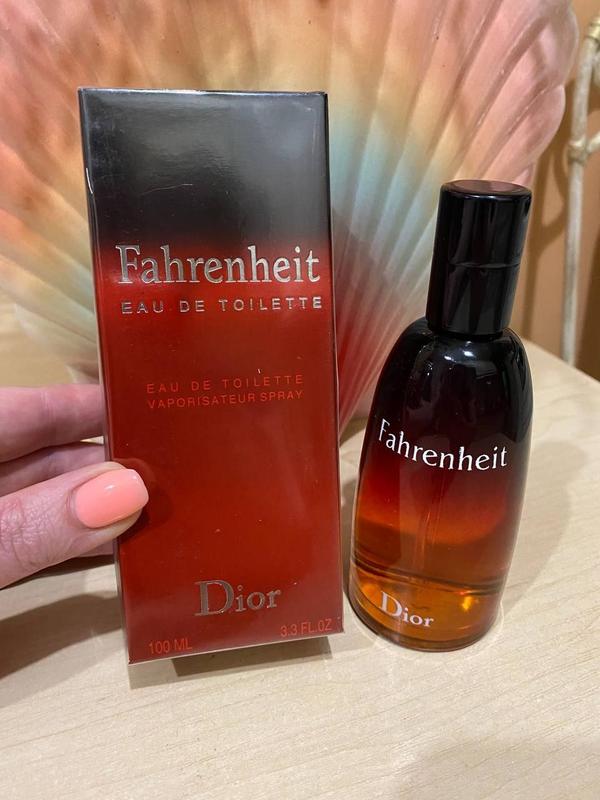 Fahrenheit
EAU DE TOILETTE
EAU DE TOILETTE
VAPORISATEUR SPRAY
Dior
100 ML 3.3 FL.OZ
Fahrenheit
Dior